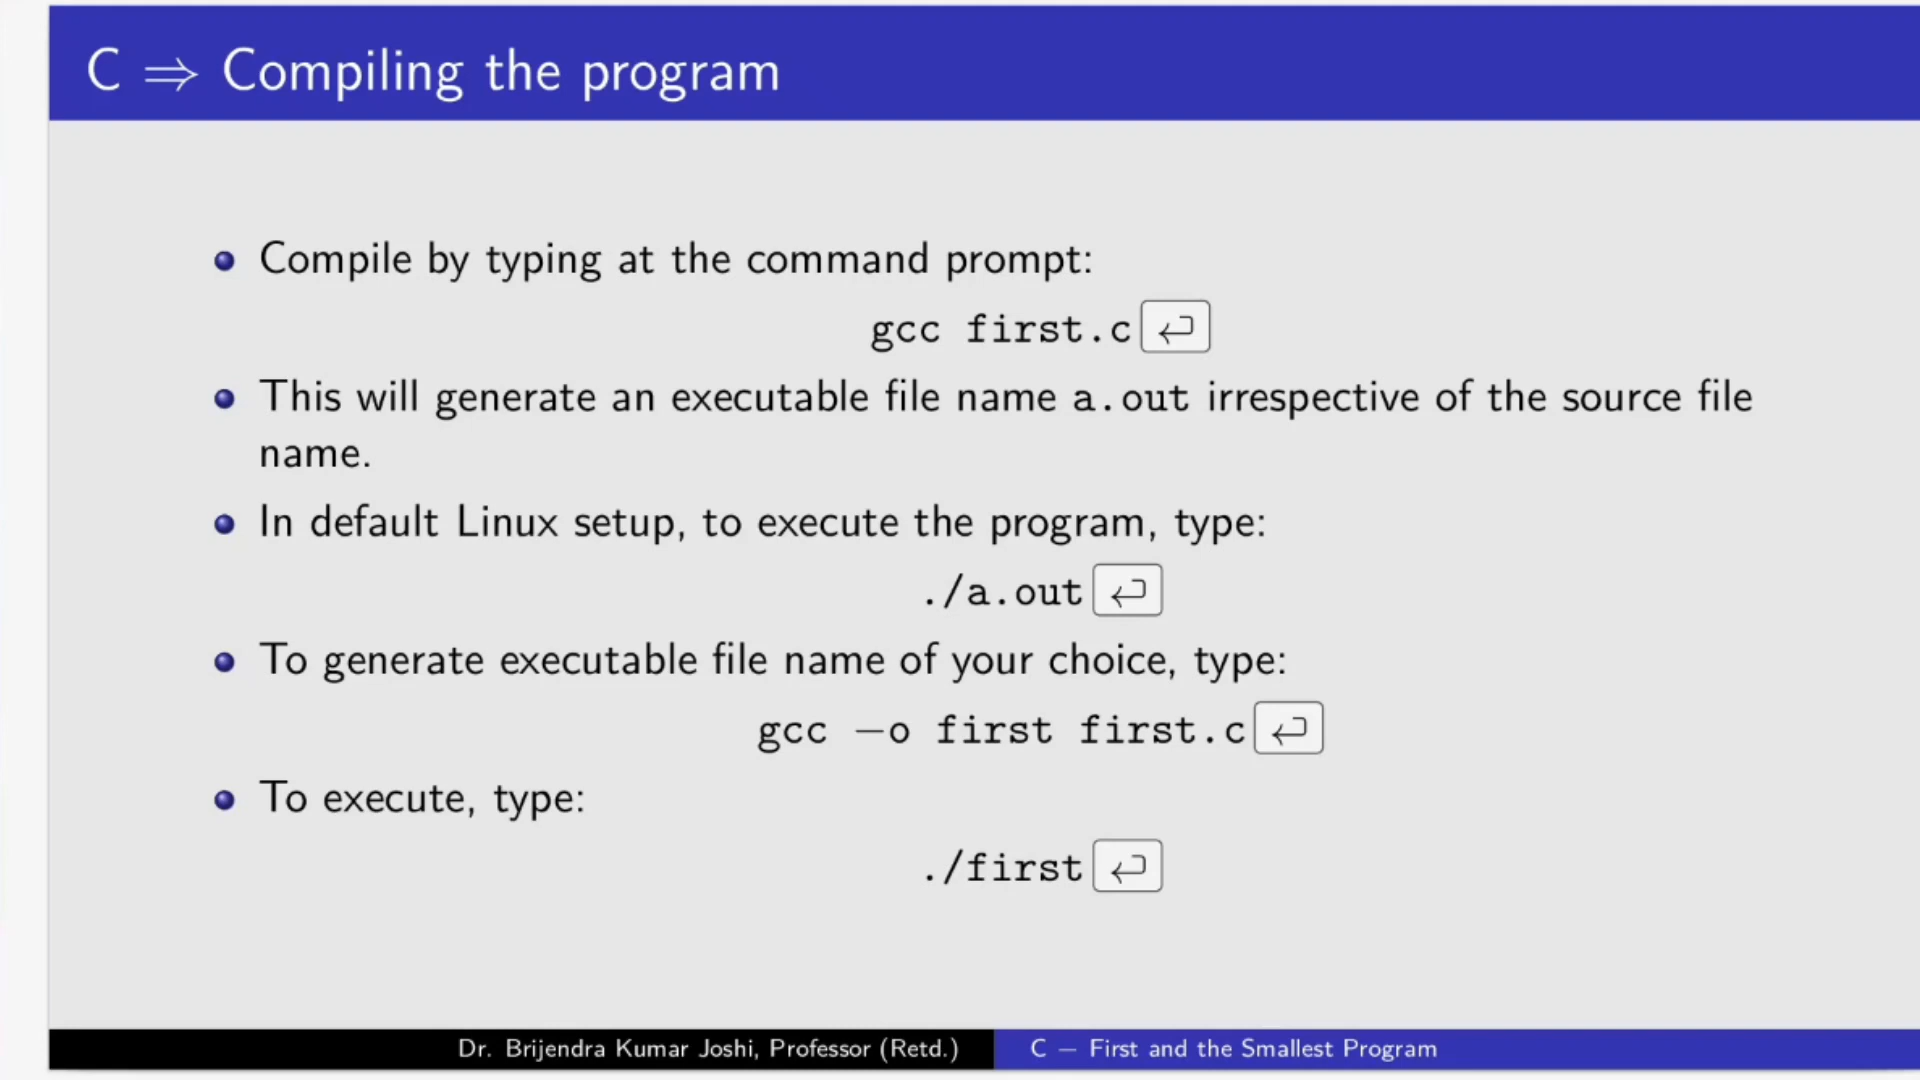 C ⇒ Compiling the program
Compile by typing at the command prompt:
gcc first.c
This will generate an executable file name a.out irrespective of the source file
name.
In default Linux setup, to execute the program, type:
./a.out
To generate executable file name of your choice, type:
gcc −o first first.c
To execute, type:
./first
Dr. Brijendra Kumar Joshi, Professor (Retd.)
C — First and the Smallest Program